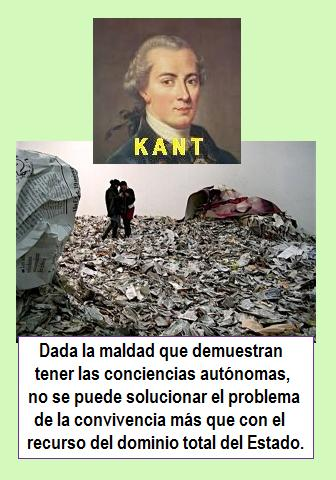 KANT
Dada la maldad que demuestran
tener las conciencias autónomas,
no se puede solucionar el problema
de la convivencia más que con el
recurso del dominio total del Estado.